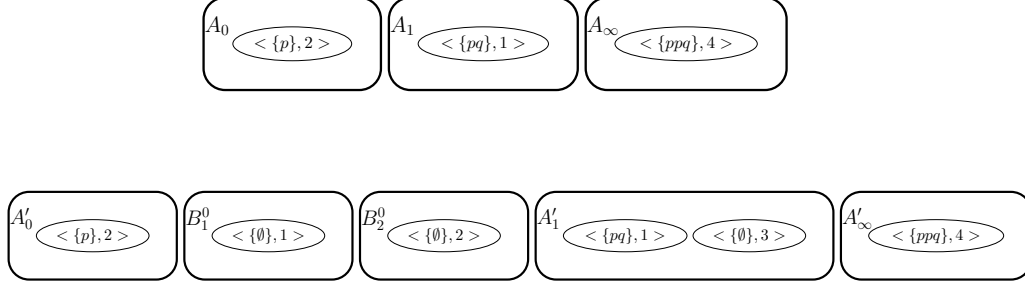 A₀ < {p}, 2 > A₁ < {pq}, 1 > A∞ < {ppq}, 4 >
A′₀ < {p}, 2 > B⁰₁ < {∅}, 1 > B⁰₂ < {∅}, 2 > A′₁ < {pq}, 1 > < {∅}, 3 > A′∞ < {ppq}, 4 >